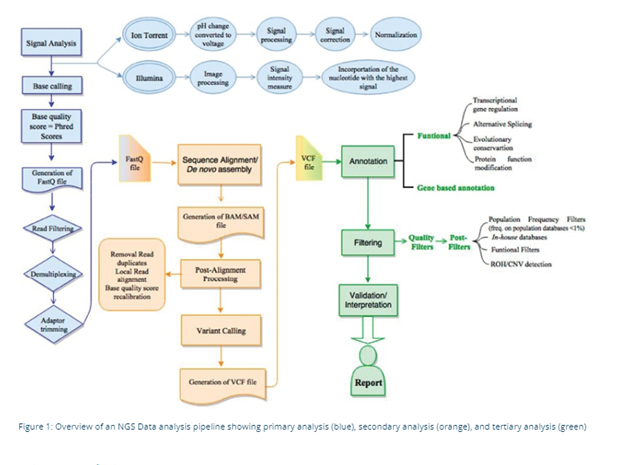 Signal Analysis
Ion Torrent
pH change
converted to
voltage
Signal
processing
Signal
correction
Normalization
Illumina
Image
processing
Signal
intensity
measure
Incorportation of the
nucleotide with the highest
signal
Base calling
Base quality
score = Phred
Scores
Generation of
FastQ file
Read Filtering
Demultiplexing
Adaptor
trimming
FastQ
file
Sequence Alignment/
De novo assembly
Generation of BAM/SAM
file
Post-Alignment
Processing
Removal Read
duplicates
Local Read
alignment
Base quality score
recalibration
Variant Calling
Generation of VCF file
VCF
file
Annotation
Funtional
Transcriptional
gene regulation
Alternative Splicing
Evolutionary
conservartion
Protein function
modification
Gene based annotation
Filtering
Quality
Filters
Post-
Filters
Population Frequency Filters
(freq. on population databases <1%)
In-house databases
Funtional Filters
ROH/CNV detection
Validation/
Interpretation
Report
Figure 1: Overview of an NGS Data analysis pipeline showing primary analysis (blue), secondary analysis (orange), and tertiary analysis (green)